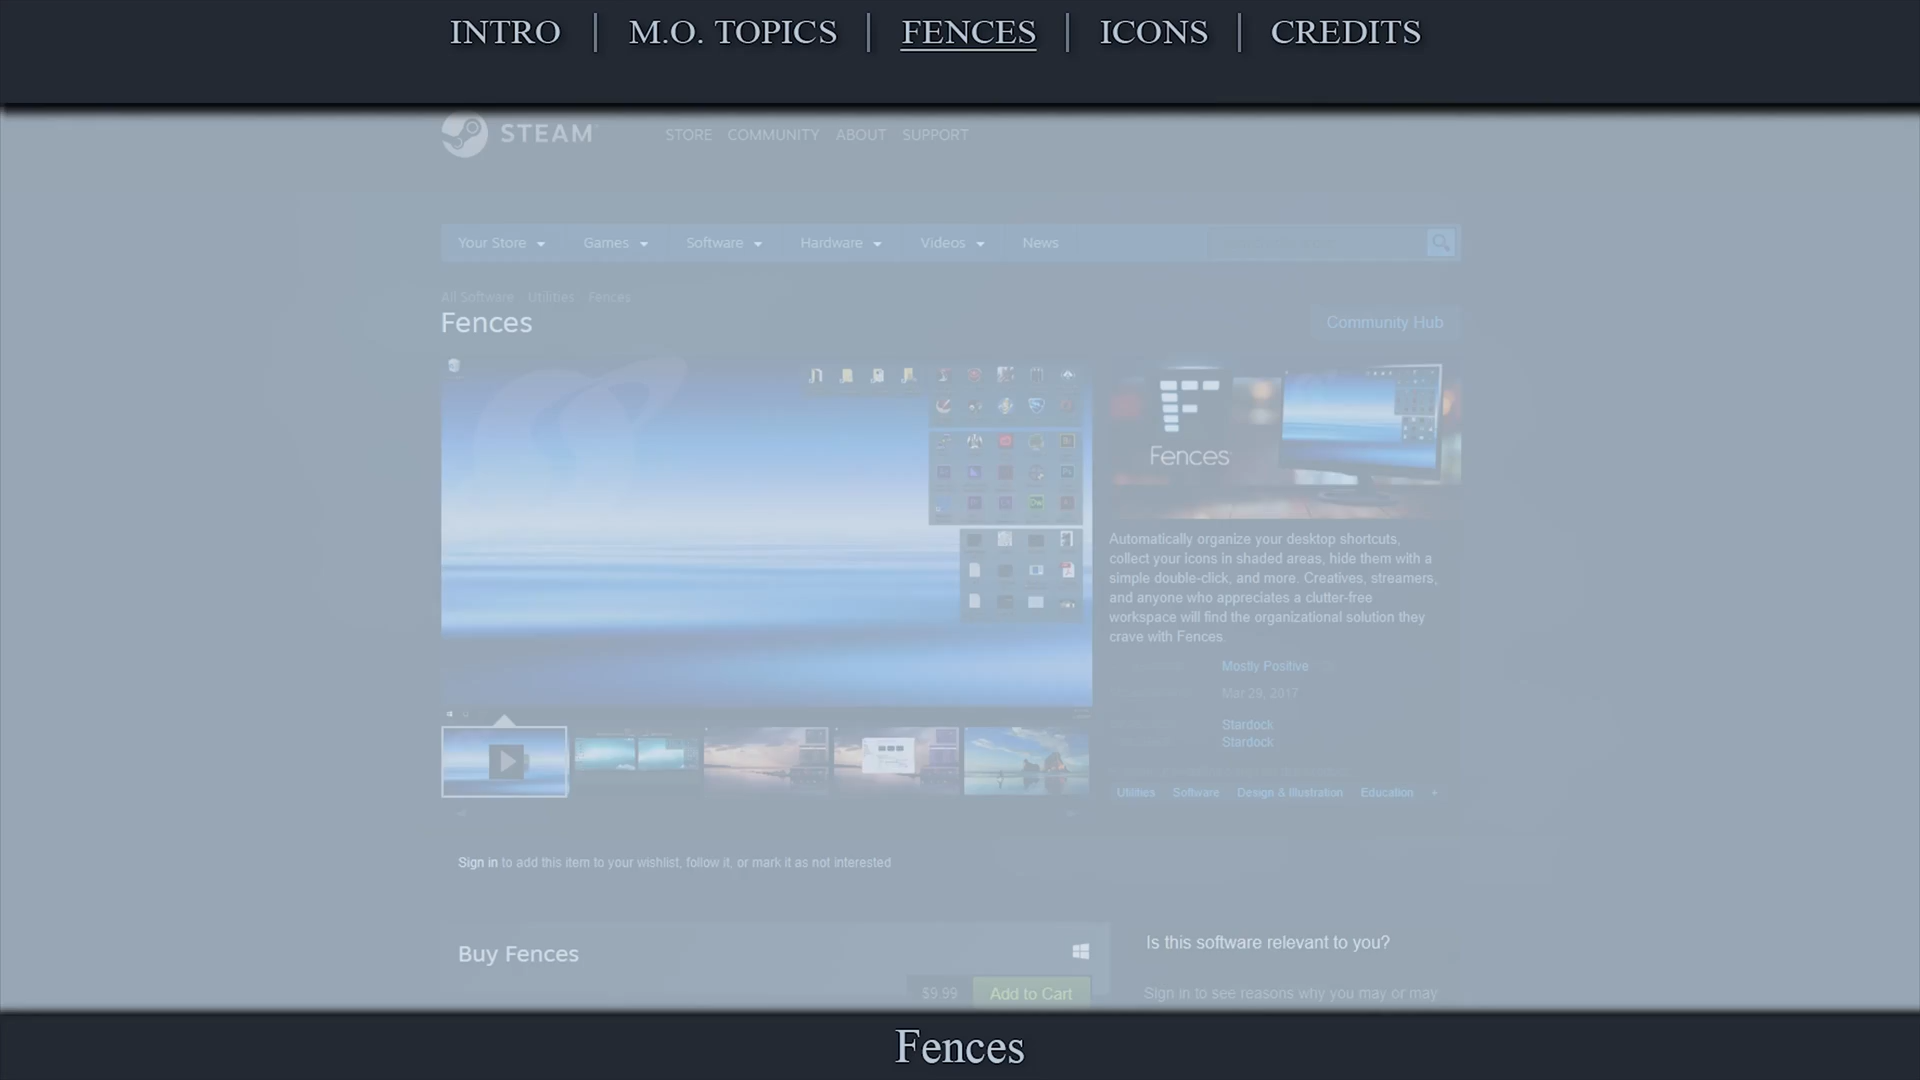 INTRO | M.O. TOPICS | FENCES | ICONS | CREDITS
STEAM
STORE COMMUNITY ABOUT SUPPORT
Your Store Games Software Hardware Videos News
All Software Utilities Fences
Fences
Community Hub
Fences
Automatically organize your desktop shortcuts,
collect your icons in shaded areas, hide them with a
simple double-click, and more. Creatives, streamers,
and anyone who appreciates a clutter-free
workspace will find the organizational solution they
crave with Fences.
Mostly Positive
Mar 29, 2017
Stardock
Stardock
Utilities Software Design & Illustration Education +
Sign in to add this item to your wishlist, follow it, or mark it as not interested
Buy Fences
$9.99 Add to Cart
Is this software relevant to you?
Sign in to see reasons why you may or may
Fences